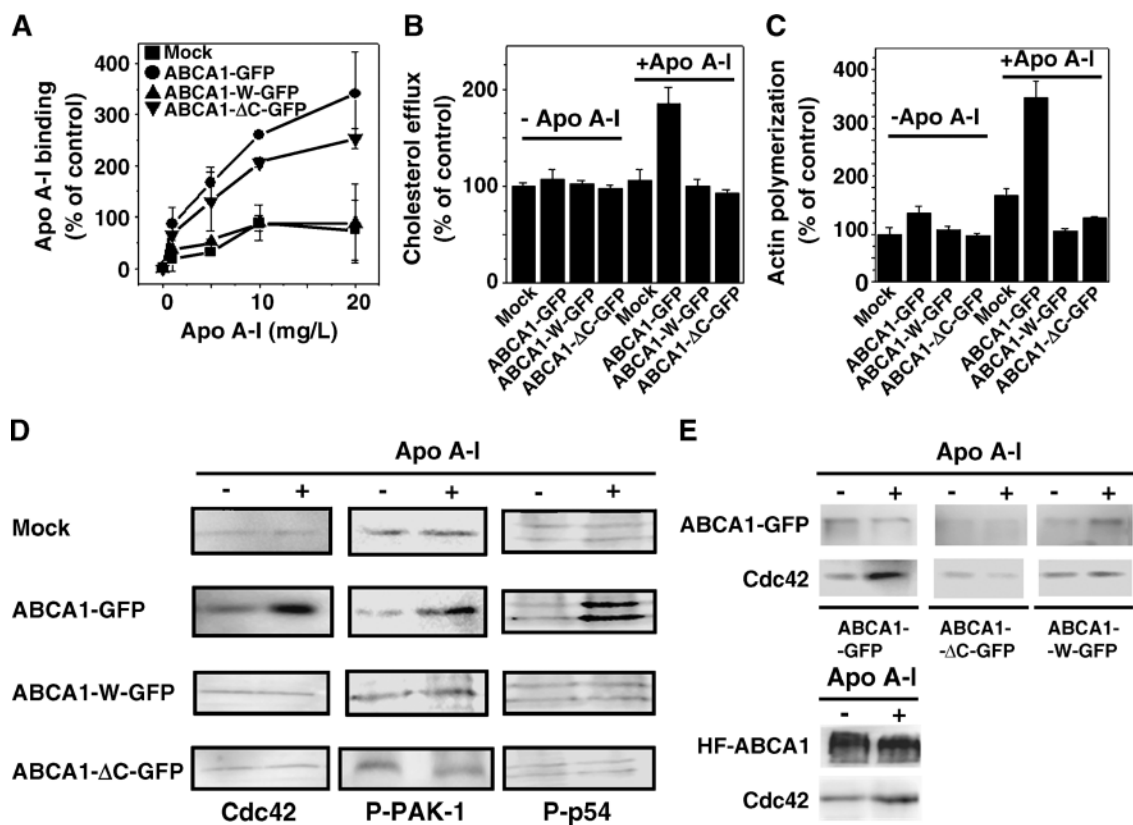 A
Mock
ABCA1-GFP
ABCA1-W-GFP
ABCA1-ΔC-GFP
400
300
200
100
0
0
10
20
Apo A-I binding
(% of control)
Apo A-I (mg/L)
B
+Apo A-I
- Apo A-I
200
100
0
Cholesterol efflux
(% of control)
Mock
ABCA1-GFP
ABCA1-W-GFP
ABCA1-ΔC-GFP
Mock
ABCA1-GFP
ABCA1-W-GFP
ABCA1-ΔC-GFP
C
+Apo A-I
-Apo A-I
400
300
200
100
0
Actin polymerization
(% of control)
Mock
ABCA1-GFP
ABCA1-W-GFP
ABCA1-ΔC-GFP
Mock
ABCA1-GFP
ABCA1-W-GFP
ABCA1-ΔC-GFP
D
Apo A-I
- + - + - +
Mock
ABCA1-GFP
ABCA1-W-GFP
ABCA1-ΔC-GFP
Cdc42 P-PAK-1 P-p54
E
Apo A-I
- + - + - +
ABCA1-GFP
Cdc42
ABCA1- ABCA1- ABCA1-
-GFP -ΔC-GFP -W-GFP
Apo A-I
- +
HF-ABCA1
Cdc42